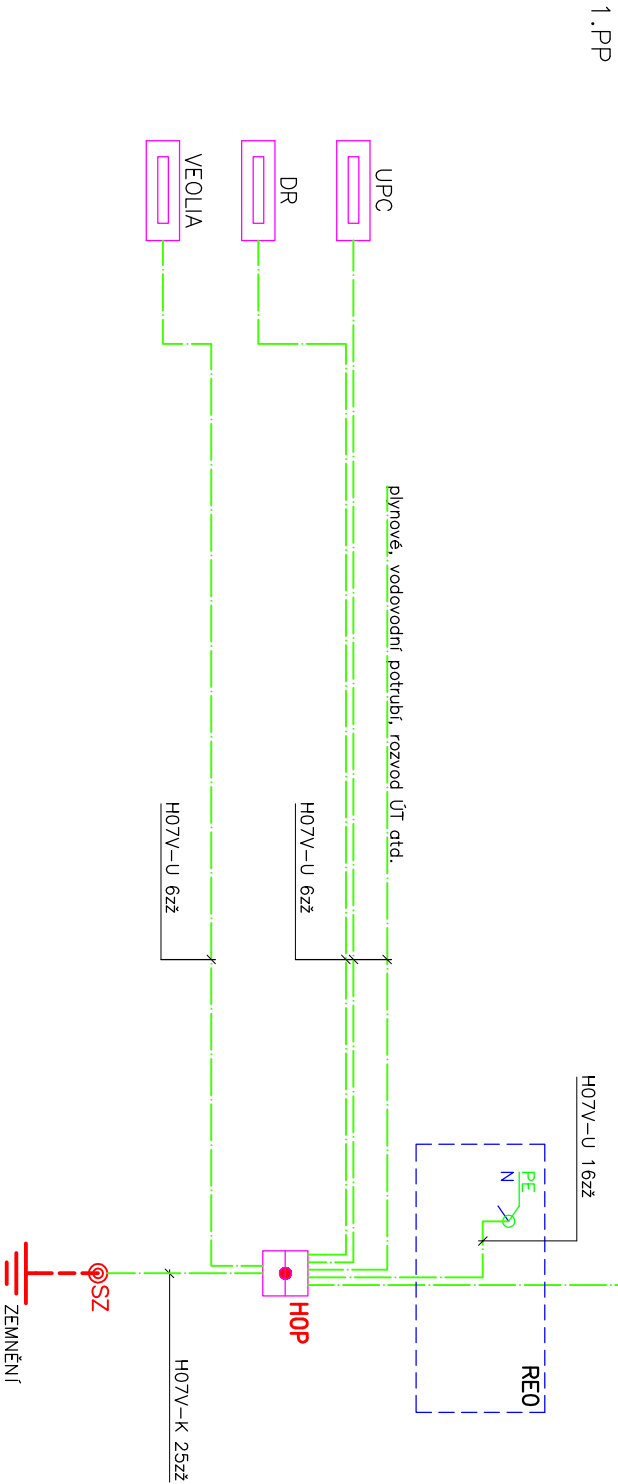 1.PP
UPC
DR
VEOLIA
plynové, vodovodní potrubí, rozvod ÚT atd.
H07V-U 6zž
H07V-U 6zž
H07V-U 16zž
PE
N
RE0
HOP
SZ
H07V-K 25zž
ZEMNĚNÍ